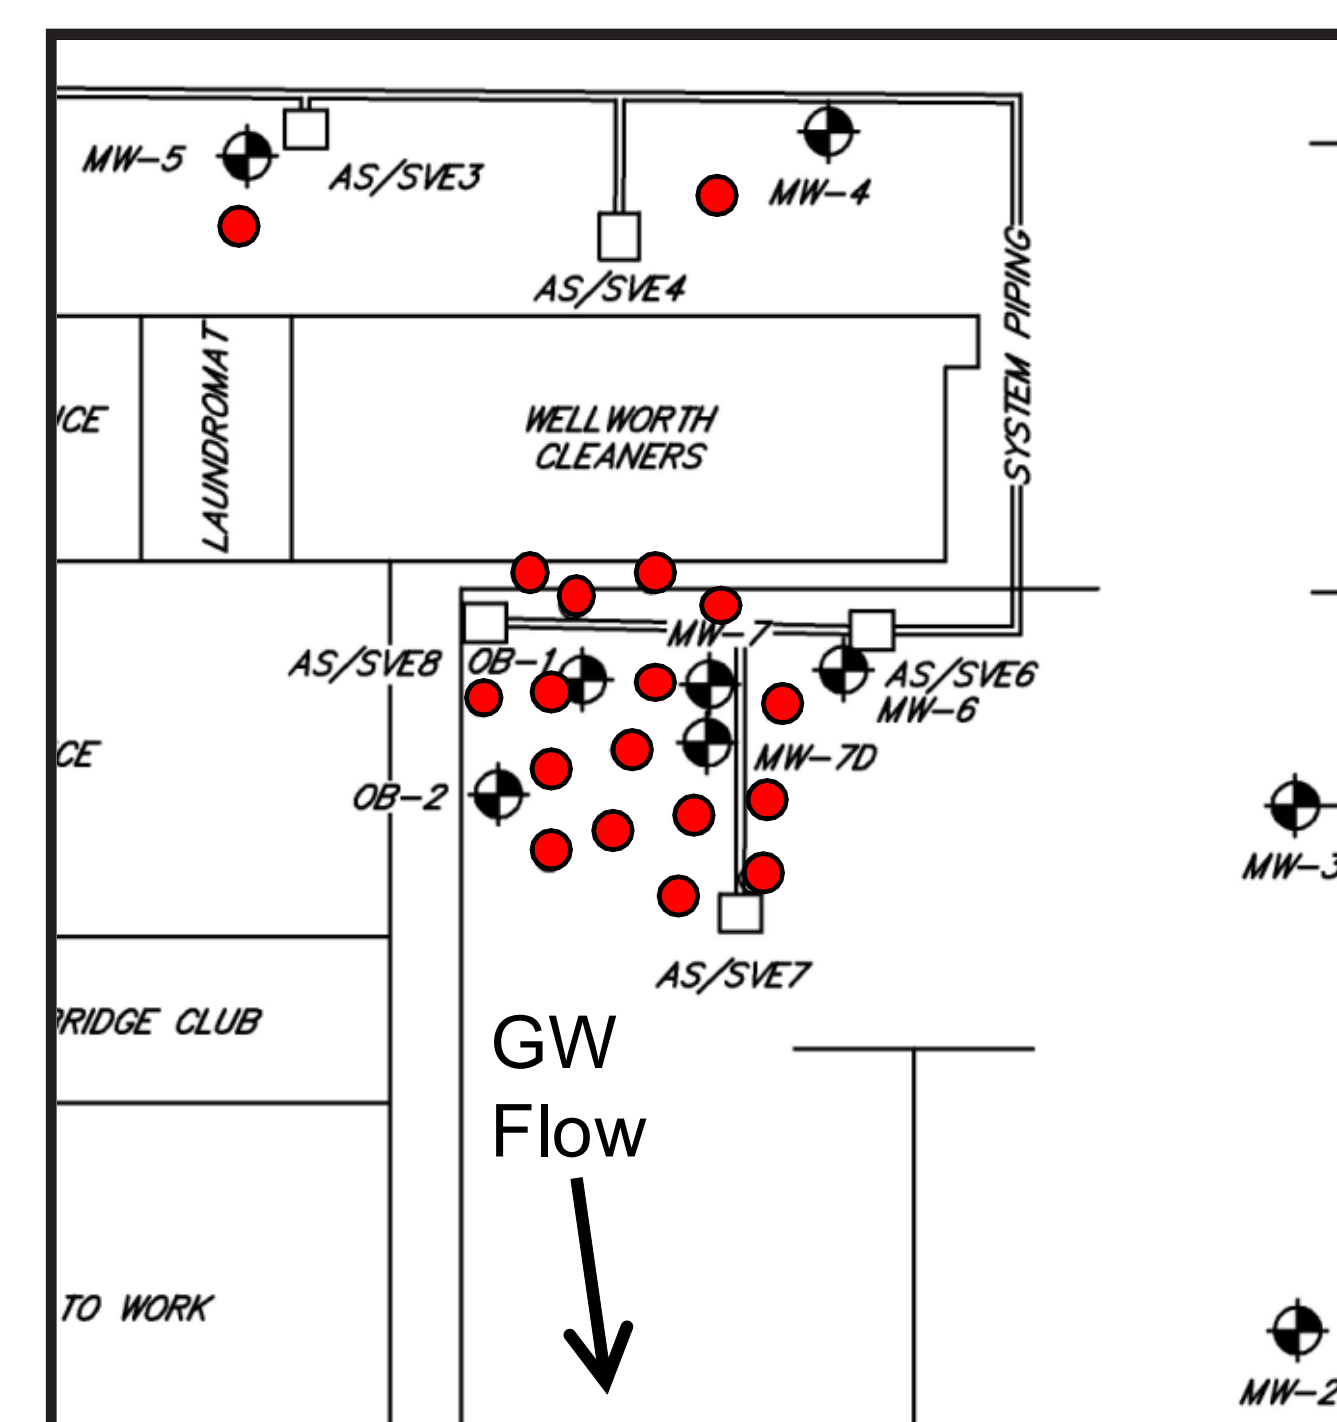 MW-5
AS/SVE3
MW-4
AS/SVE4
SYSTEM PIPING
LAUNDROMAT
WELLWORTH
CLEANERS
MW-7
AS/SVE8
OB-1
AS/SVE6
MW-6
MW-7D
CE
OB-2
MW-3
AS/SVE7
RIDGE CLUB
GW
Flow
TO WORK
MW-2